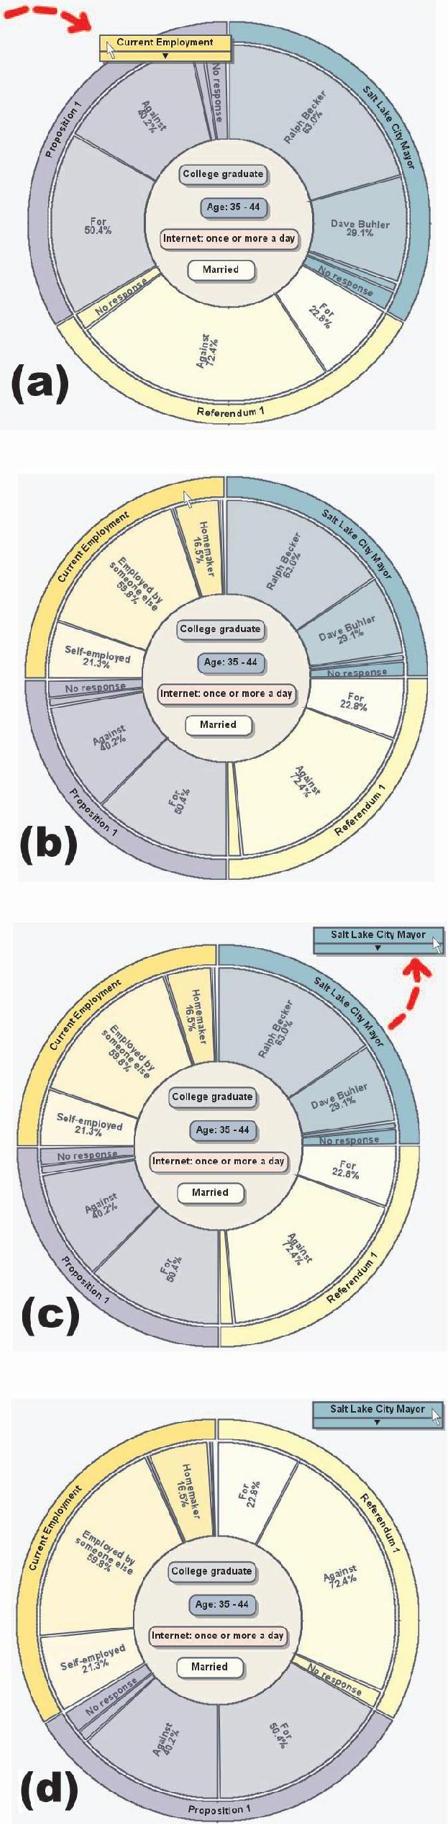 Current Employment
No response
Against
40.2%
Proposition 1
For
50.4%
Ralph Becker
63.0%
Salt Lake City Mayor
Dave Buhler
29.1%
No response
For
22.8%
Against
72.4%
No response
Referendum 1
College graduate
Age: 35 - 44
Internet: once or more a day
Married
(a)
Current Employment
Homemaker
16.5%
Employed by
someone else
59.8%
Self-employed
21.3%
No response
Against
40.2%
Proposition 1
For
50.4%
Salt Lake City Mayor
Ralph Becker
63.0%
Dave Buhler
29.1%
No response
For
22.8%
Against
72.4%
Referendum 1
College graduate
Age: 35 - 44
Internet: once or more a day
Married
(b)
Salt Lake City Mayor
Current Employment
Homemaker
16.5%
Employed by
someone else
59.8%
Self-employed
21.3%
No response
Against
40.2%
Proposition 1
For
50.4%
Salt Lake City Mayor
Ralph Becker
63.0%
Dave Buhler
29.1%
No response
For
22.8%
Against
72.4%
Referendum 1
College graduate
Age: 35 - 44
Internet: once or more a day
Married
(c)
Salt Lake City Mayor
Current Employment
Homemaker
16.5%
Employed by
someone else
59.8%
Self-employed
21.3%
No response
Against
40.2%
For
50.4%
Proposition 1
For
22.8%
Against
72.4%
No response
Referendum 1
College graduate
Age: 35 - 44
Internet: once or more a day
Married
(d)